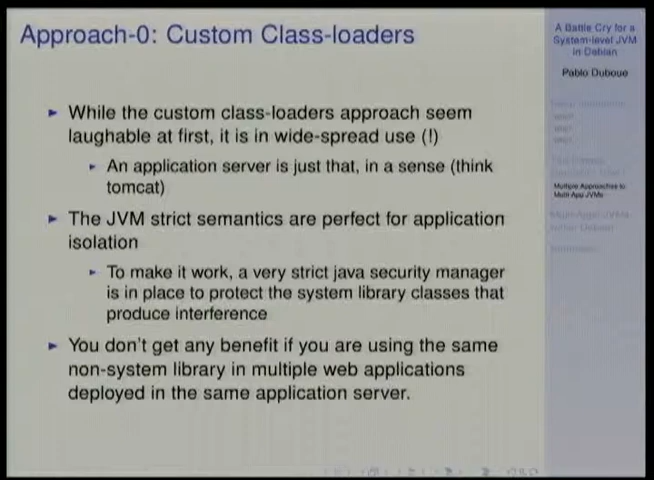 Approach-0: Custom Class-loaders
While the custom class-loaders approach seem
laughable at first, it is in wide-spread use (!)
An application server is just that, in a sense (think
tomcat)
The JVM strict semantics are perfect for application
isolation
To make it work, a very strict java security manager
is in place to protect the system library classes that
produce interference
You don't get any benefit if you are using the same
non-system library in multiple web applications
deployed in the same application server.
A Battle Cry for a
System-level JVM
in Debian
Pablo Duboue
Multiple Approaches to
Multi-App JVMs